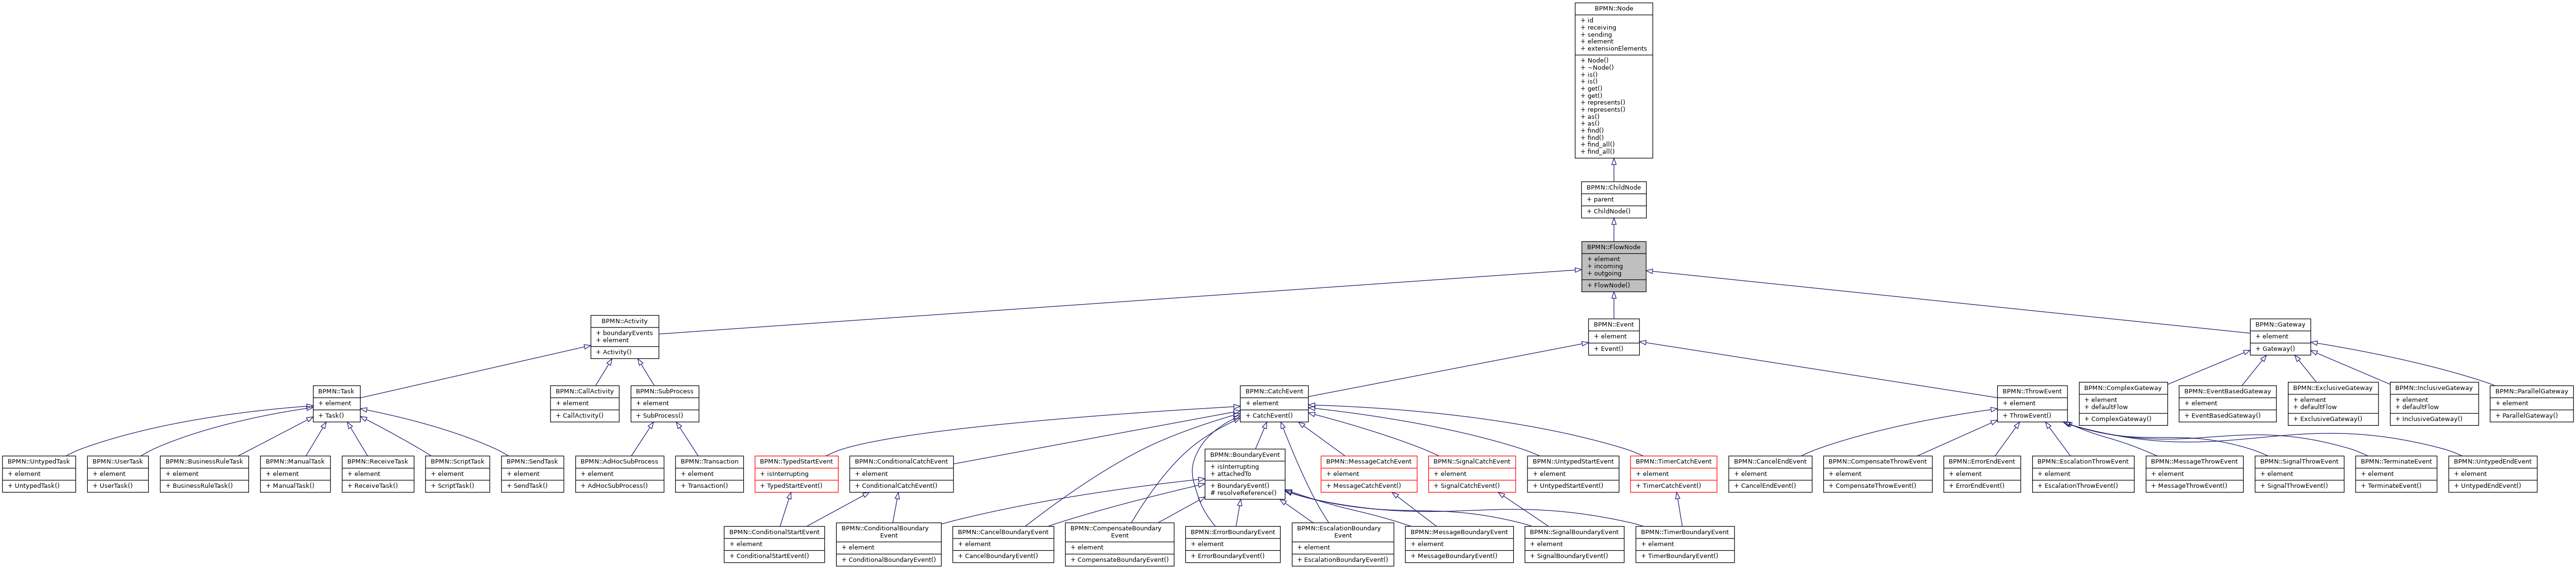 BPMN::Node
+ id
+ receiving
+ sending
+ element
+ extensionElements
+ Node()
+ ~Node()
+ is()
+ is()
+ get()
+ get()
+ represents()
+ represents()
+ as()
+ as()
+ find()
+ find()
+ find_all()
+ find_all()
BPMN::ChildNode
+ parent
+ ChildNode()
BPMN::FlowNode
+ element
+ incoming
+ outgoing
+ FlowNode()
BPMN::Activity
+ boundaryEvents
+ element
+ Activity()
BPMN::Event
+ element
+ Event()
BPMN::Gateway
+ element
+ Gateway()
BPMN::Task
+ element
+ Task()
BPMN::CallActivity
+ element
+ CallActivity()
BPMN::SubProcess
+ element
+ SubProcess()
BPMN::CatchEvent
+ element
+ CatchEvent()
BPMN::ThrowEvent
+ element
+ ThrowEvent()
BPMN::ComplexGateway
+ element
+ defaultFlow
+ ComplexGateway()
BPMN::EventBasedGateway
+ element
+ EventBasedGateway()
BPMN::ExclusiveGateway
+ element
+ defaultFlow
+ ExclusiveGateway()
BPMN::InclusiveGateway
+ element
+ defaultFlow
+ InclusiveGateway()
BPMN::ParallelGateway
+ element
+ ParallelGateway()
BPMN::UntypedTask
+ element
+ UntypedTask()
BPMN::UserTask
+ element
+ UserTask()
BPMN::BusinessRuleTask
+ element
+ BusinessRuleTask()
BPMN::ManualTask
+ element
+ ManualTask()
BPMN::ReceiveTask
+ element
+ ReceiveTask()
BPMN::ScriptTask
+ element
+ ScriptTask()
BPMN::SendTask
+ element
+ SendTask()
BPMN::AdHocSubProcess
+ element
+ AdHocSubProcess()
BPMN::Transaction
+ element
+ Transaction()
BPMN::TypedStartEvent
+ isInterrupting
+ TypedStartEvent()
BPMN::ConditionalCatchEvent
+ element
+ ConditionalCatchEvent()
BPMN::BoundaryEvent
+ isInterrupting
+ attachedTo
+ BoundaryEvent()
# resolveReference()
BPMN::MessageCatchEvent
+ element
+ MessageCatchEvent()
BPMN::SignalCatchEvent
+ element
+ SignalCatchEvent()
BPMN::UntypedStartEvent
+ element
+ UntypedStartEvent()
BPMN::TimerCatchEvent
+ element
+ TimerCatchEvent()
BPMN::CancelEndEvent
+ element
+ CancelEndEvent()
BPMN::CompensateThrowEvent
+ element
+ CompensateThrowEvent()
BPMN::ErrorEndEvent
+ element
+ ErrorEndEvent()
BPMN::EscalationThrowEvent
+ element
+ EscalationThrowEvent()
BPMN::MessageThrowEvent
+ element
+ MessageThrowEvent()
BPMN::SignalThrowEvent
+ element
+ SignalThrowEvent()
BPMN::TerminateEvent
+ element
+ TerminateEvent()
BPMN::UntypedEndEvent
+ element
+ UntypedEndEvent()
BPMN::ConditionalStartEvent
+ element
+ ConditionalStartEvent()
BPMN::ConditionalBoundary
Event
+ element
+ ConditionalBoundaryEvent()
BPMN::CancelBoundaryEvent
+ element
+ CancelBoundaryEvent()
BPMN::CompensateBoundary
Event
+ element
+ CompensateBoundaryEvent()
BPMN::ErrorBoundaryEvent
+ element
+ ErrorBoundaryEvent()
BPMN::EscalationBoundary
Event
+ element
+ EscalationBoundaryEvent()
BPMN::MessageBoundaryEvent
+ element
+ MessageBoundaryEvent()
BPMN::SignalBoundaryEvent
+ element
+ SignalBoundaryEvent()
BPMN::TimerBoundaryEvent
+ element
+ TimerBoundaryEvent()